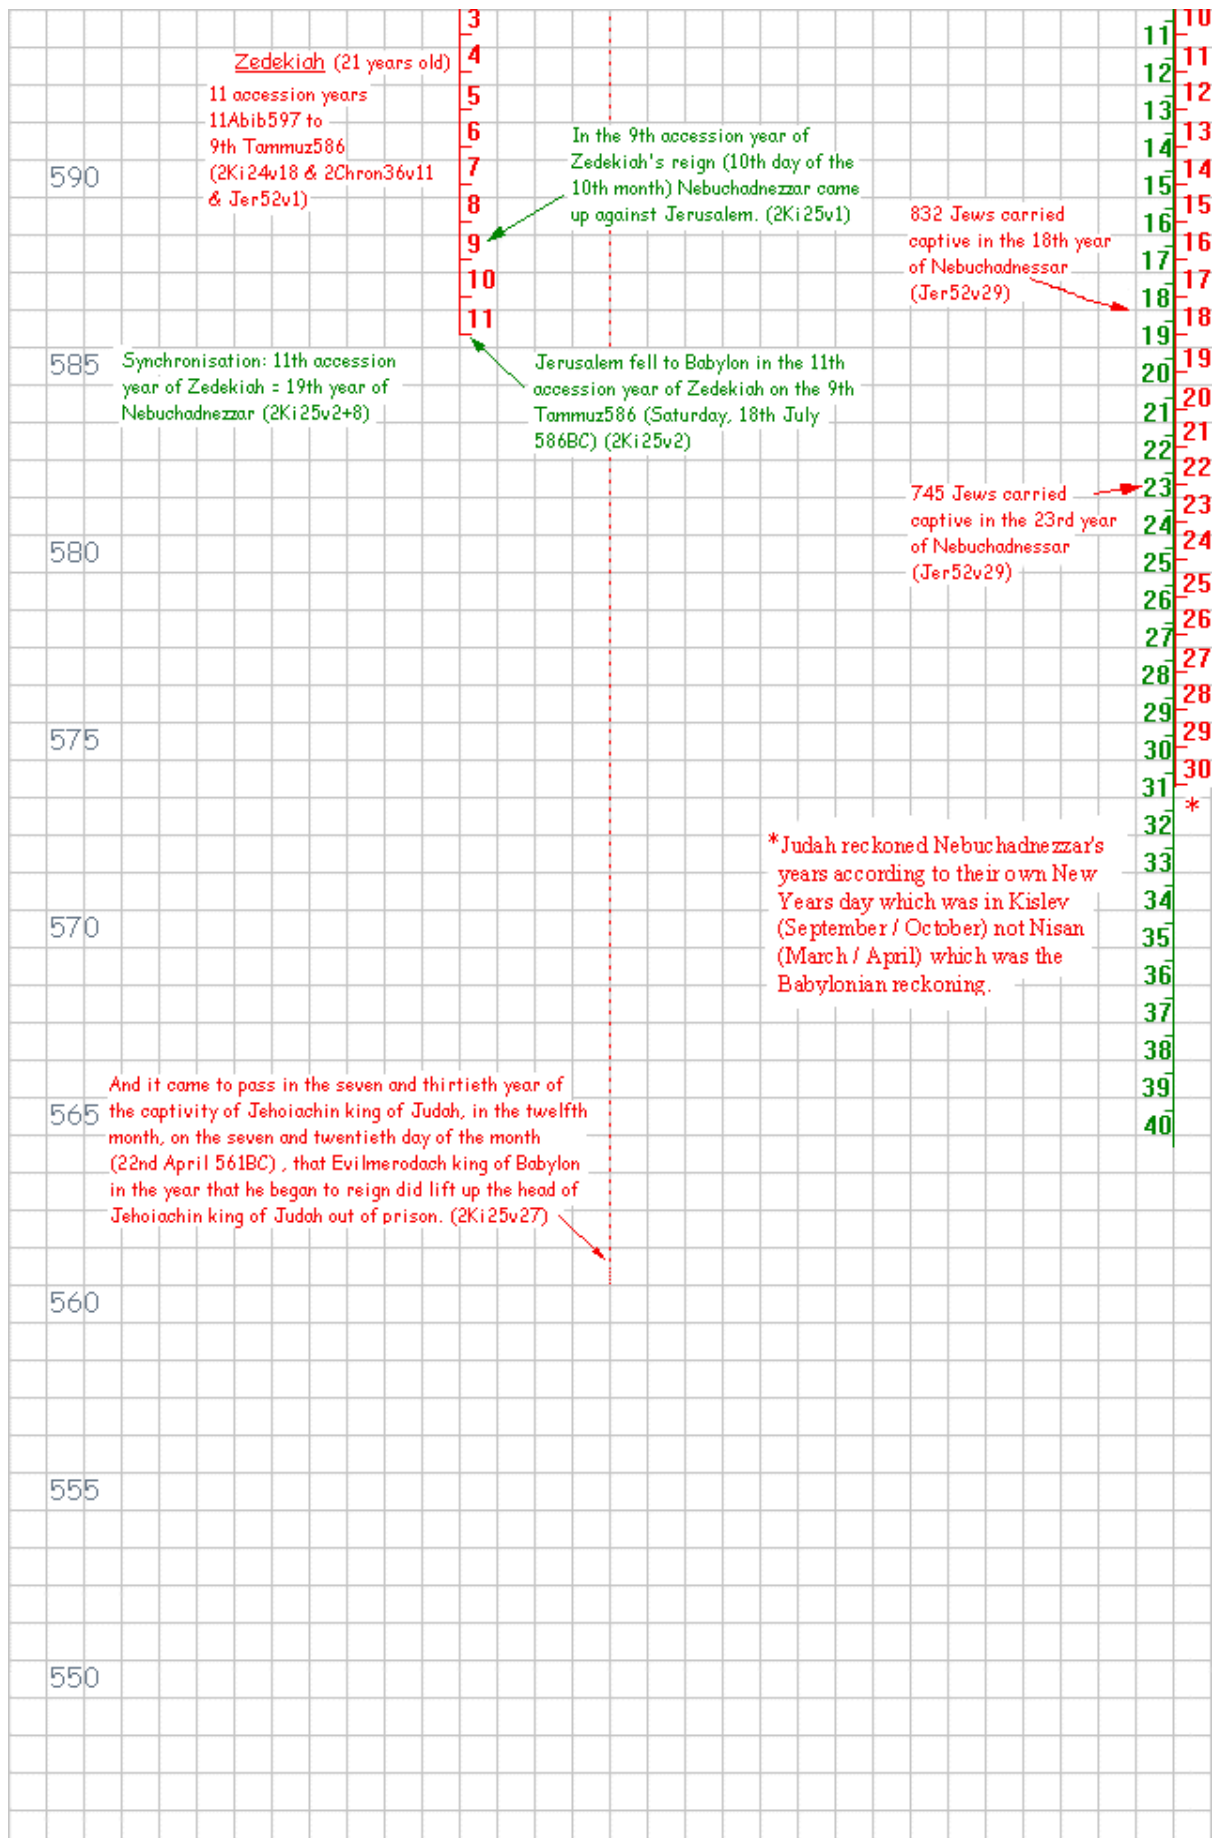 3
4
5
6
7
8
9
10
11
Zedekiah (21 years old)
11 accession years
11Abib597 to
9th Tammuz586
(2Ki24v18 & 2Chron36v11
& Jer52v1)
In the 9th accession year of
Zedekiah's reign (10th day of the
10th month) Nebuchadnezzar came
up against Jerusalem. (2Ki25v1)
832 Jews carried
captive in the 18th year
of Nebuchadnessar
(Jer52v29)
Synchronisation: 11th accession
year of Zedekiah = 19th year of
Nebuchadnezzar (2Ki25v2+8)
Jerusalem fell to Babylon in the 11th
accession year of Zedekiah on the 9th
Tammuz586 (Saturday, 18th July
586BC) (2Ki25v2)
745 Jews carried
captive in the 23rd year
of Nebuchadnessar
(Jer52v29)
*Judah reckoned Nebuchadnezzar's
years according to their own New
Years day which was in Kislev
(September / October) not Nisan
(March / April) which was the
Babylonian reckoning.
And it came to pass in the seven and thirtieth year of
the captivity of Jehoiachin king of Judah, in the twelfth
month, on the seven and twentieth day of the month
(22nd April 561BC) , that Evilmerodach king of Babylon
in the year that he began to reign did lift up the head of
Jehoiachin king of Judah out of prison. (2Ki25v27)
590
585
580
575
570
565
560
555
550
11
12
13
14
15
16
17
18
19
20
21
22
23
24
25
26
27
28
29
30
31
32
33
34
35
36
37
38
39
40
10
11
12
13
14
15
16
17
18
19
20
21
22
23
24
25
26
27
28
29
30
*